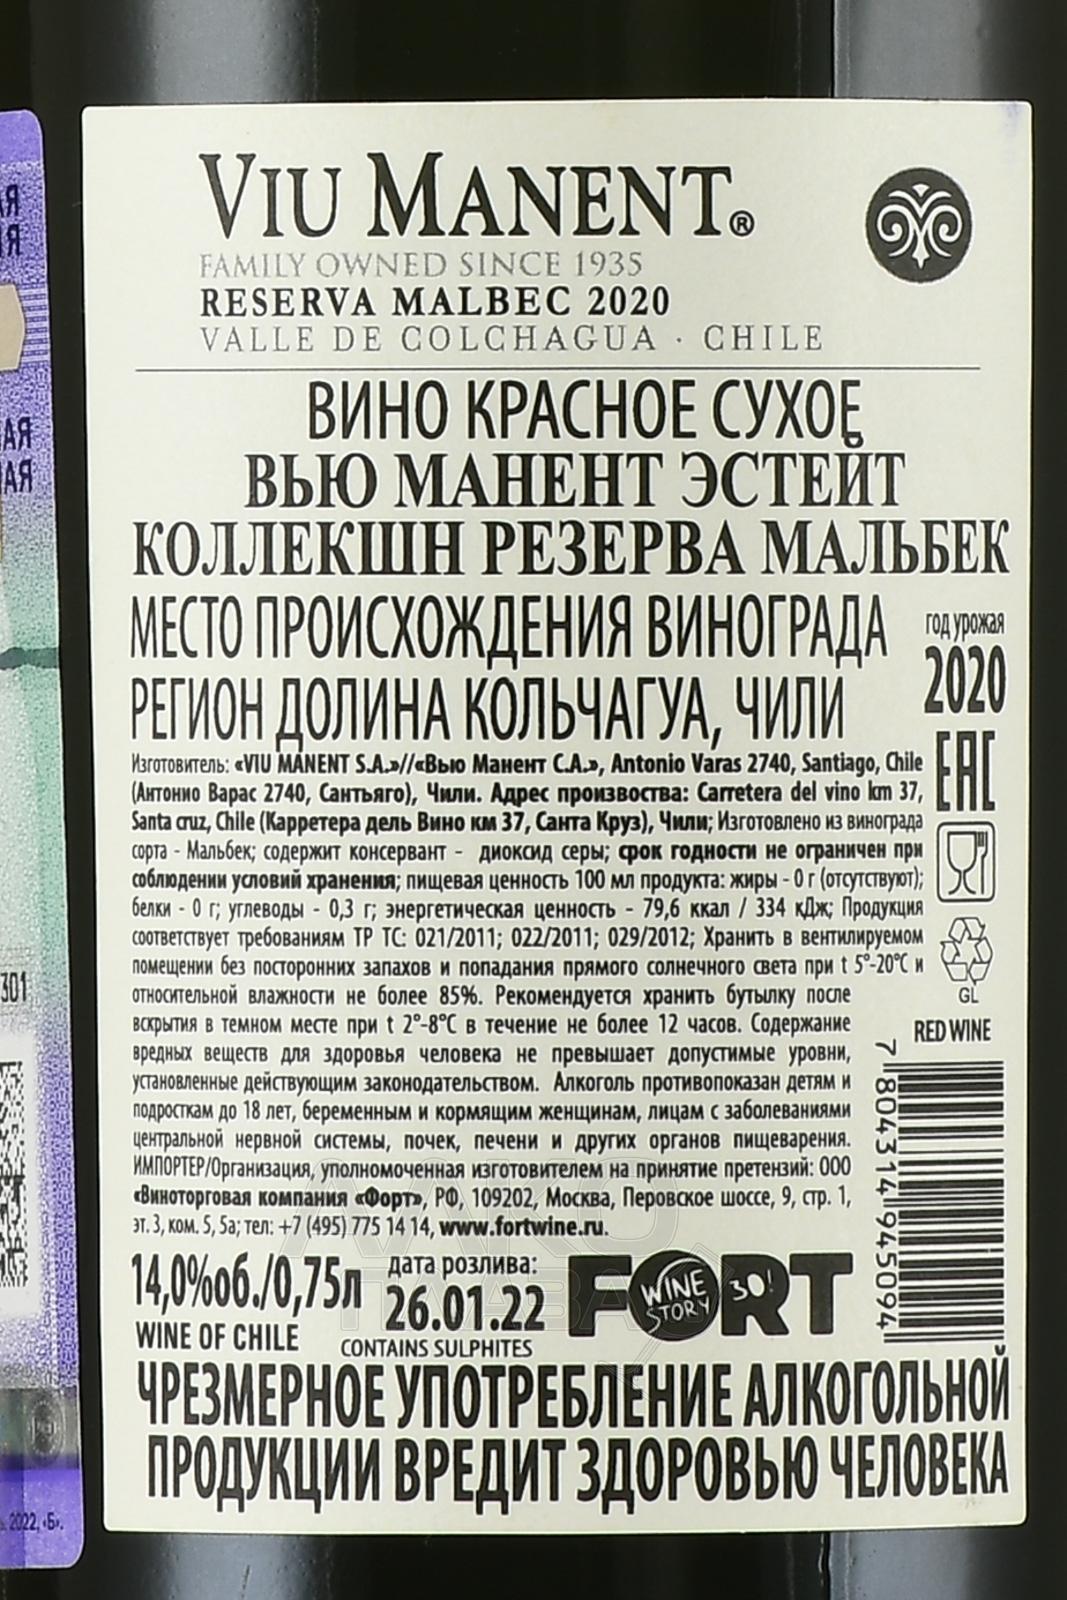 VIU MANENT®
FAMILY OWNED SINCE 1935
RESERVA MALBEC 2020
VALLE DE COLCHAGUA · CHILE
ВИНО КРАСНОЕ СУХОЕ
ВЬЮ МАНЕНТ ЭСТЕЙТ
КОЛЛЕКШН РЕЗЕРВА МАЛЬБЕК
МЕСТО ПРОИСХОЖДЕНИЯ ВИНОГРАДА
РЕГИОН ДОЛИНА КОЛЬЧАГУА, ЧИЛИ
год урожая
2020
EAC
Изготовитель: «VIU MANENT S.A.»//«Вью Манент С.А.», Antonio Varas 2740, Santiago, Chile
(Антонио Варас 2740, Сантьяго), Чили. Адрес произвоства: Carretera del vino km 37,
Santa cruz, Chile (Карретера дель Вино км 37, Санта Круз), Чили; Изготовлено из винограда
сорта - Мальбек; содержит консервант - диоксид серы; срок годности не ограничен при
соблюдении условий хранения; пищевая ценность 100 мл продукта: жиры - 0 г (отсутствуют);
белки - 0 г; углеводы - 0,3 г; энергетическая ценность - 79,6 ккал / 334 кДж; Продукция
соответствует требованиям ТР ТС: 021/2011; 022/2011; 029/2012; Хранить в вентилируемом
помещении без посторонних запахов и попадания прямого солнечного света при t 5°-20°С и
относительной влажности не более 85%. Рекомендуется хранить бутылку после
вскрытия в темном месте при t 2°-8°С в течение не более 12 часов. Содержание
вредных веществ для здоровья человека не превышает допустимые уровни,
установленные действующим законодательством. Алкоголь противопоказан детям и
подросткам до 18 лет, беременным и кормящим женщинам, лицам с заболеваниями
центральной нервной системы, почек, печени и других органов пищеварения.
ИМПОРТЕР/Организация, уполномоченная изготовителем на принятие претензий: ООО
«Виноторговая компания «Форт», РФ, 109202, Москва, Перовское шоссе, 9, стр. 1,
эт. 3, ком. 5, 5а; тел: +7 (495) 775 14 14, www.fortwine.ru.
GL
RED WINE
7 804314 945094
14,0%об./0,75л
дата розлива:
26.01.22
WINE OF CHILE
CONTAINS SULPHITES
FORT
WINE STORY
30!
ЧРЕЗМЕРНОЕ УПОТРЕБЛЕНИЕ АЛКОГОЛЬНОЙ
ПРОДУКЦИИ ВРЕДИТ ЗДОРОВЬЮ ЧЕЛОВЕКА
301
2022, «Б».